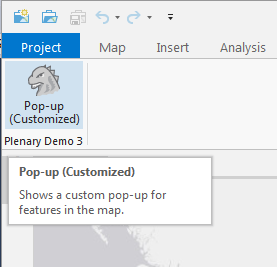 Project Map Insert Analysis
Pop-up
(Customized)
Plenary Demo 3
Pop-up (Customized)
Shows a custom pop-up for
features in the map.